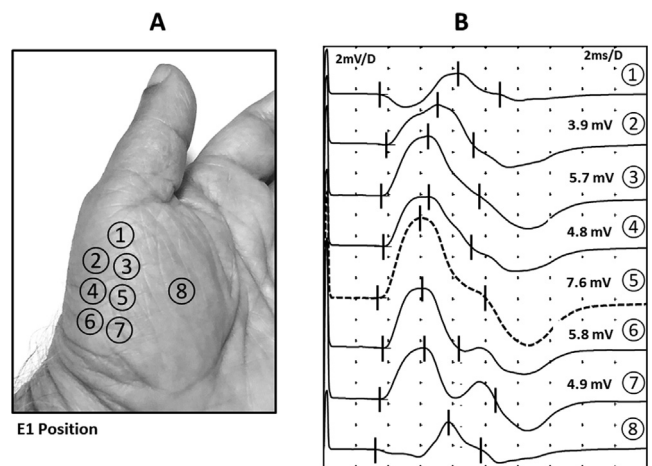 A
B
2mV/D 2ms/D
①
② 3.9 mV
③ 5.7 mV
④ 4.8 mV
⑤ 7.6 mV
⑥ 5.8 mV
⑦ 4.9 mV
⑧
①
② ③
④ ⑤ ⑧
⑥ ⑦
E1 Position